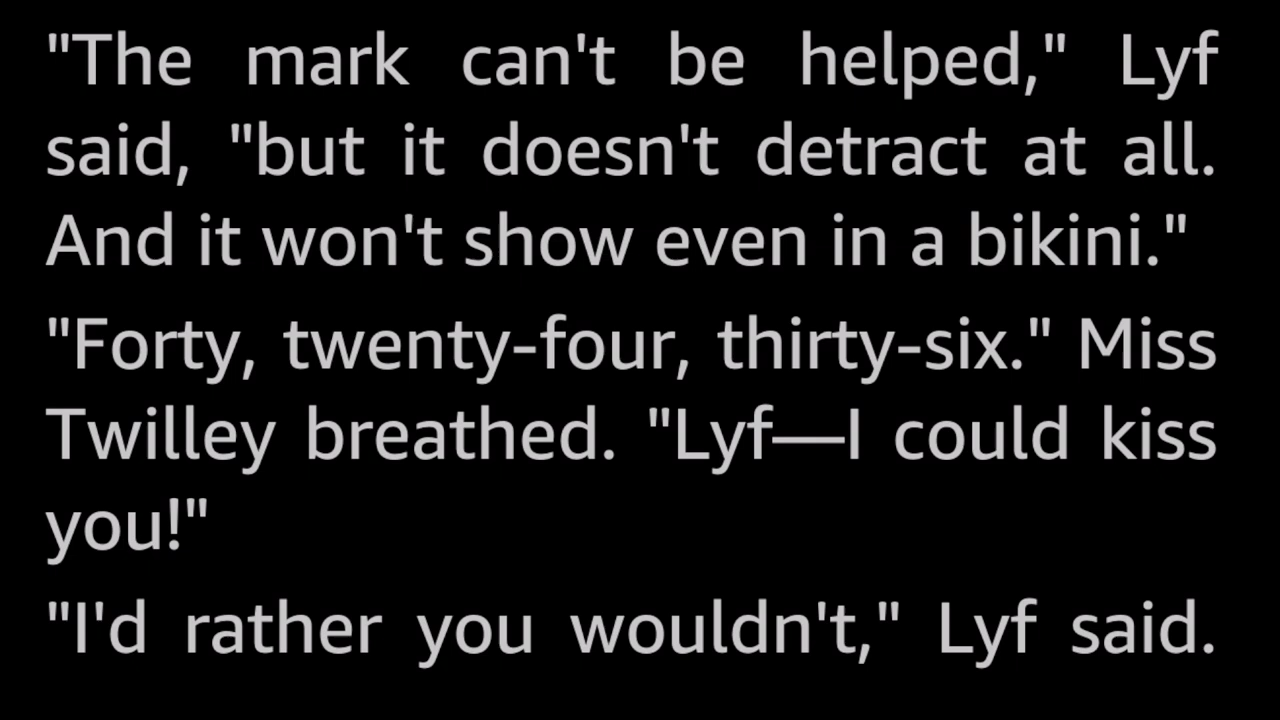 "The mark can't be helped," Lyf
said, "but it doesn't detract at all.
And it won't show even in a bikini."
"Forty, twenty-four, thirty-six." Miss
Twilley breathed. "Lyf—I could kiss
you!"
"I'd rather you wouldn't," Lyf said.